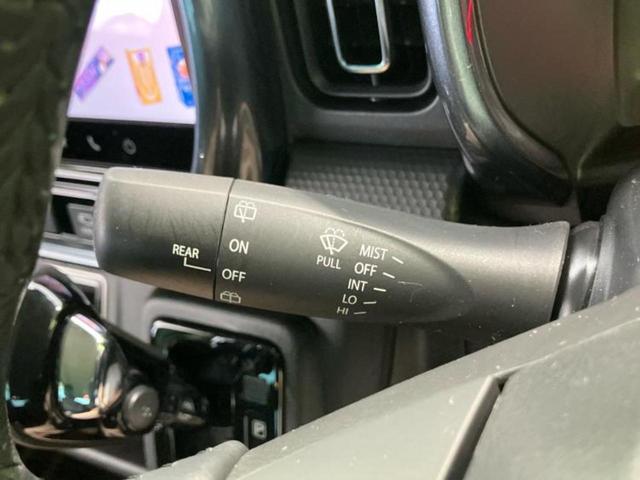 REAR
ON
OFF
PULL
MIST
OFF
INT
LO
HI